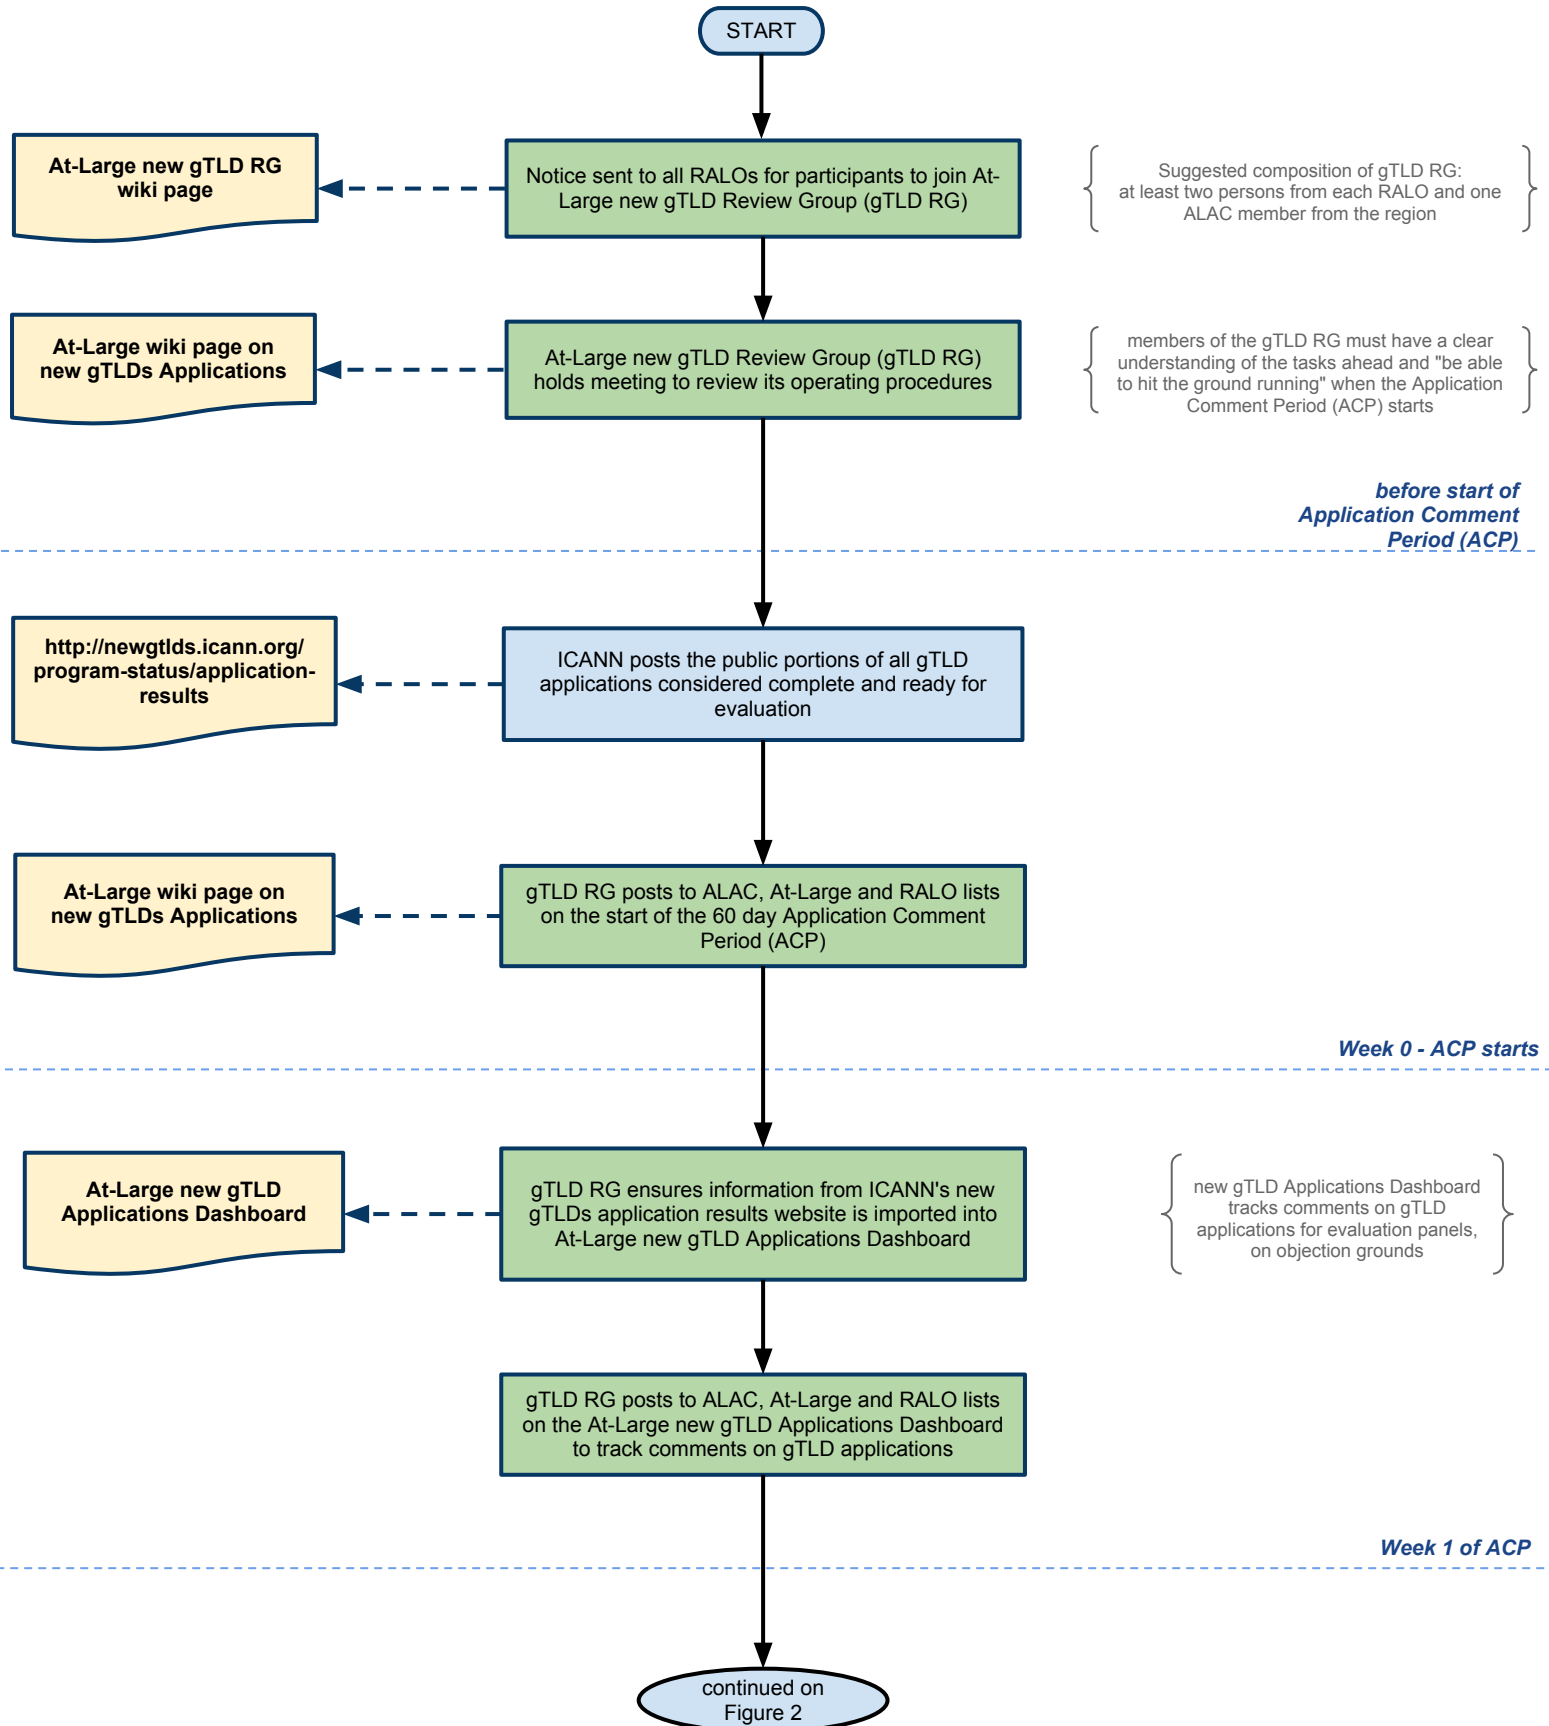 START
At-Large new gTLD RG
wiki page
Notice sent to all RALOs for participants to join At-
Large new gTLD Review Group (gTLD RG)
Suggested composition of gTLD RG:
at least two persons from each RALO and one
ALAC member from the region
At-Large wiki page on
new gTLDs Applications
At-Large new gTLD Review Group (gTLD RG)
holds meeting to review its operating procedures
members of the gTLD RG must have a clear
understanding of the tasks ahead and "be able
to hit the ground running" when the Application
Comment Period (ACP) starts
before start of
Application Comment
Period (ACP)
http://newgtlds.icann.org/
program-status/application-
results
ICANN posts the public portions of all gTLD
applications considered complete and ready for
evaluation
At-Large wiki page on
new gTLDs Applications
gTLD RG posts to ALAC, At-Large and RALO lists
on the start of the 60 day Application Comment
Period (ACP)
Week 0 - ACP starts
At-Large new gTLD
Applications Dashboard
gTLD RG ensures information from ICANN's new
gTLDs application results website is imported into
At-Large new gTLD Applications Dashboard
new gTLD Applications Dashboard
tracks comments on gTLD
applications for evaluation panels,
on objection grounds
gTLD RG posts to ALAC, At-Large and RALO lists
on the At-Large new gTLD Applications Dashboard
to track comments on gTLD applications
Week 1 of ACP
continued on
Figure 2